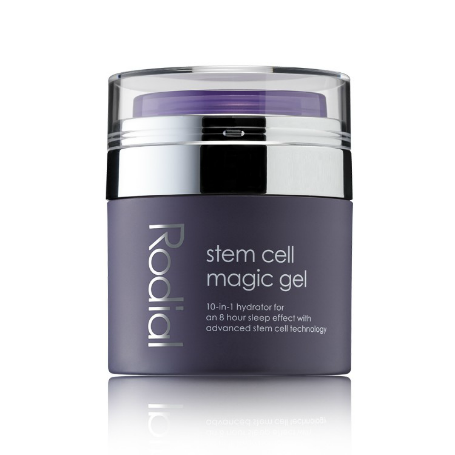 Rodial
stem cell
magic gel
10-in-1 hydrator for
an 8 hour sleep effect with
advanced stem cell technology